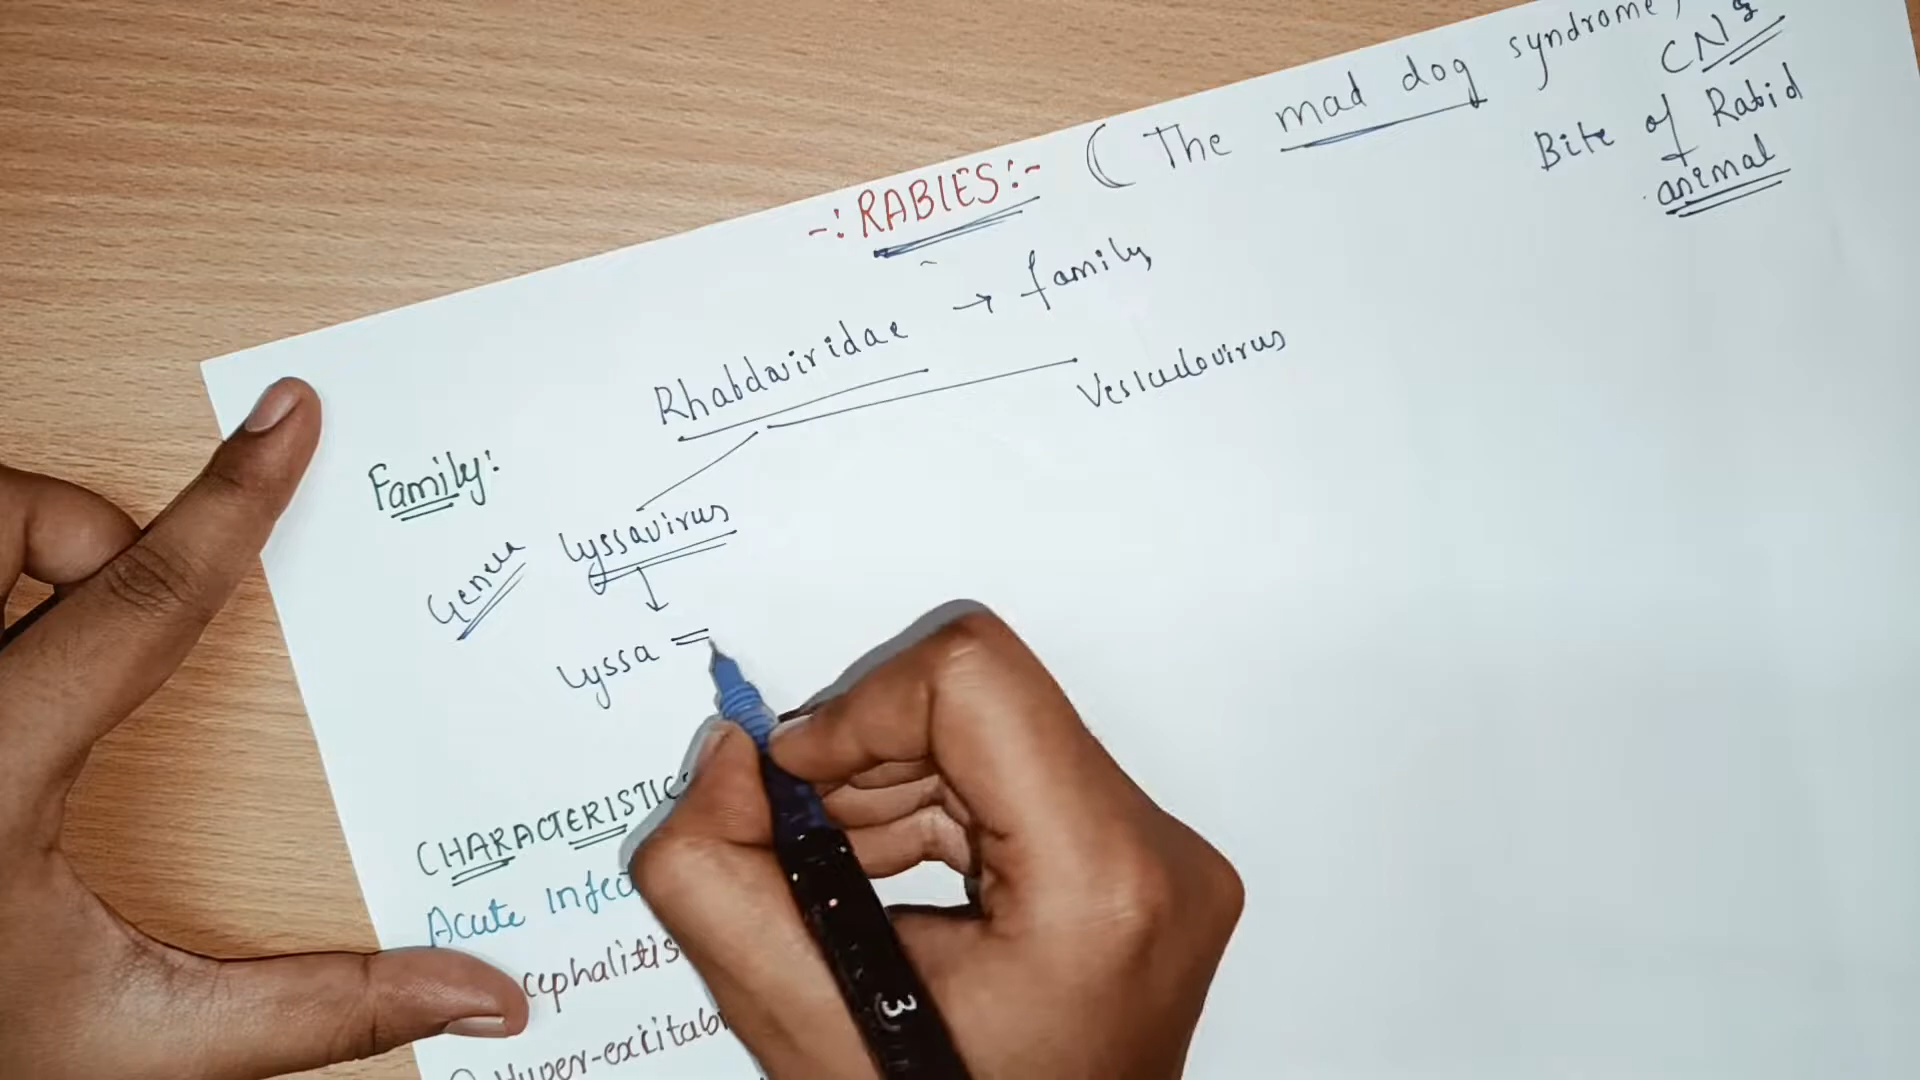 -: RABIES:- ( The mad dog syndrome)
CNS
Bite of Rabid
animal
Rhabdoviridae → family
Vesiculovirus
Family:
Genus Lyssavirus
Lyssa =
CHARACTERISTIC
Acute Infec
cephalitis
Hyper-excitab
3